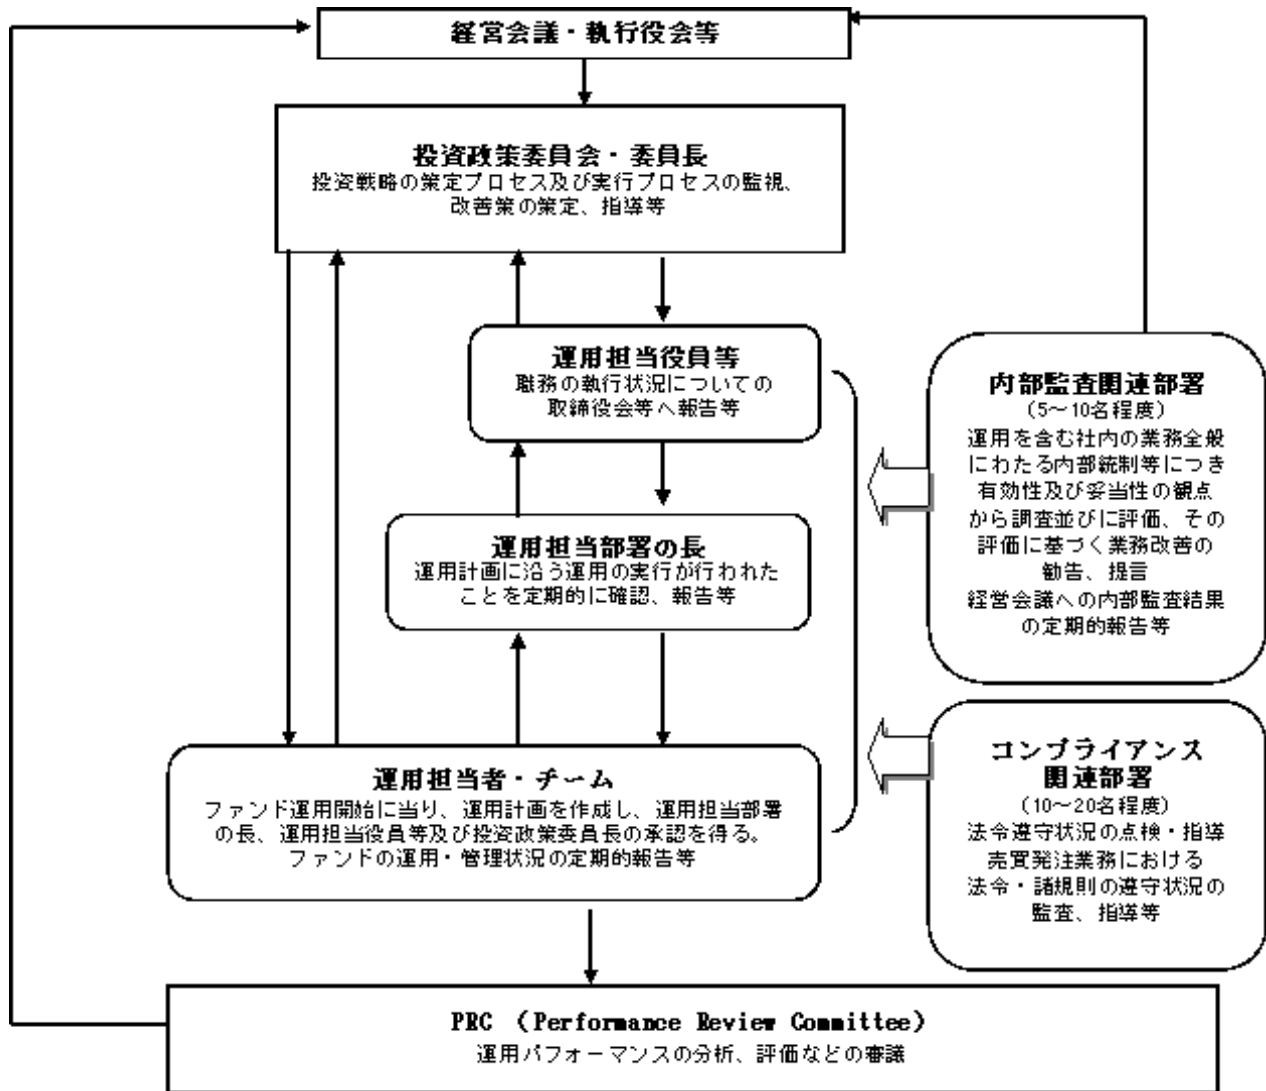 経営会議・執行役会等
投資政策委員会・委員長
投資戦略の策定プロセス及び実行プロセスの監視、
改善策の策定、指導等
運用担当役員等
職務の執行状況についての
取締役会等へ報告等
運用担当部署の長
運用計画に沿う運用の実行が行われた
ことを定期的に確認、報告等
運用担当者・チーム
ファンド運用開始に当り、運用計画を作成し、運用担当部署
の長、運用担当役員等及び投資政策委員長の承認を得る。
ファンドの運用・管理状況の定期的報告等
内部監査関連部署
(5〜10名程度)
運用を含む社内の業務全般
にわたる内部統制等につき
有効性及び妥当性の観点
から調査並びに評価、その
評価に基づく業務改善の
勧告、提言
経営会議への内部監査結果
の定期的報告等
コンプライアンス
関連部署
(10〜20名程度)
法令遵守状況の点検・指導
売買発注業務における
法令・諸規則の遵守状況の
監査、指導等
PRC (Performance Review Committee)
運用パフォーマンスの分析、評価などの審議